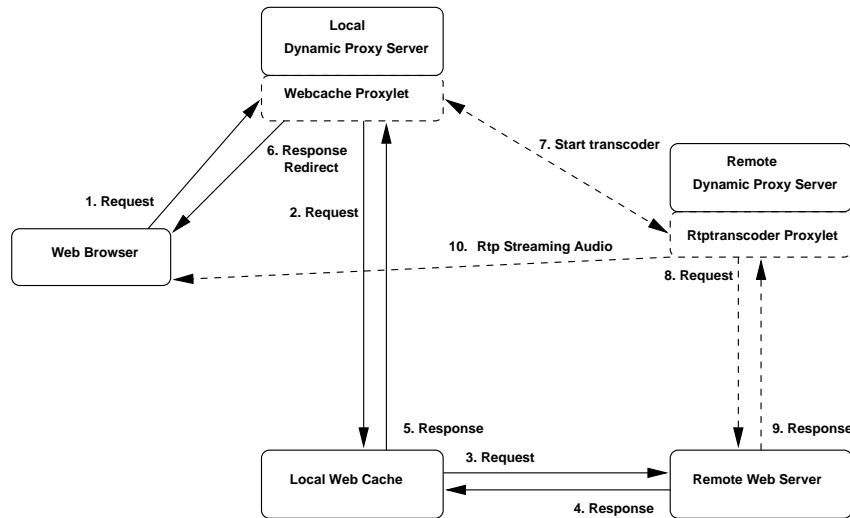 Local
Dynamic Proxy Server
Webcache Proxylet
7. Start transcoder
6. Response
Redirect
Remote
Dynamic Proxy Server
1. Request
2. Request
Rtptranscoder Proxylet
Web Browser
10. Rtp Streaming Audio
8. Request
5. Response
9. Response
3. Request
Local Web Cache
Remote Web Server
4. Response